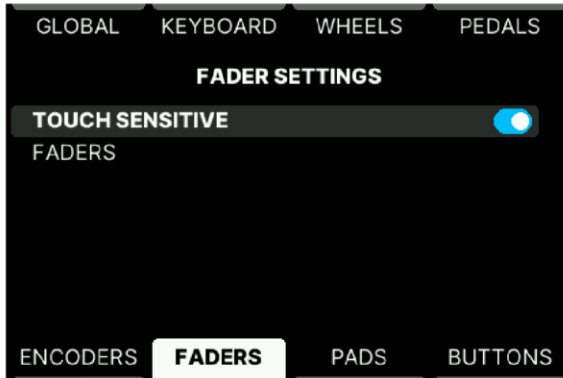 GLOBAL KEYBOARD WHEELS PEDALS
FADER SETTINGS
TOUCH SENSITIVE
FADERS
ENCODERS FADERS PADS BUTTONS